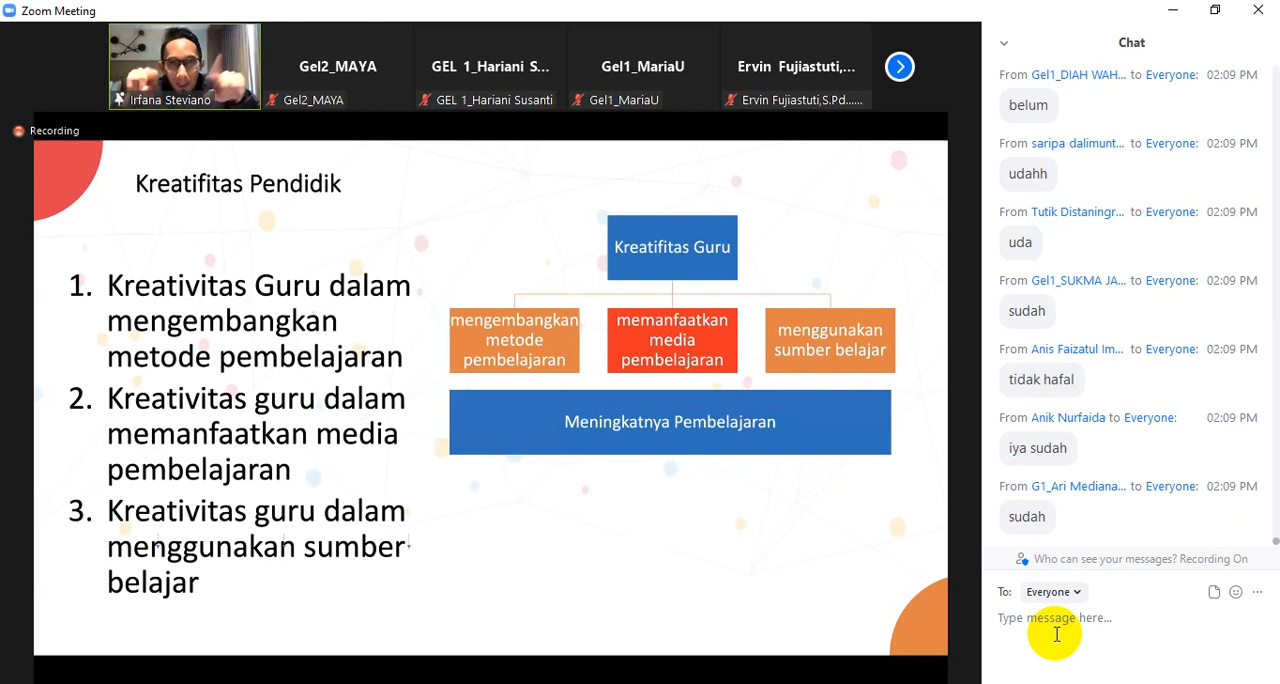 Zoom Meeting
Irfana Steviano
Gel2_MAYA
Gel2_MAYA
GEL 1_Hariani S...
GEL 1_Hariani Susanti
Gel1_MariaU
Gel1_MariaU
Ervin Fujiastuti,...
Ervin Fujiastuti,S.Pd......
Recording
Kreatifitas Pendidik
1. Kreativitas Guru dalam
mengembangkan
metode pembelajaran
2. Kreativitas guru dalam
memanfaatkan media
pembelajaran
3. Kreativitas guru dalam
menggunakan sumber
belajar
Kreatifitas Guru
mengembangkan
metode
pembelajaran
memanfaatkan
media
pembelajaran
menggunakan
sumber belajar
Meningkatnya Pembelajaran
Chat
From Gel1_DIAH WAH... to Everyone: 02:09 PM
belum
From saripa dalimunt... to Everyone: 02:09 PM
udahh
From Tutik Distaningr... to Everyone: 02:09 PM
uda
From Gel1_SUKMA JA... to Everyone: 02:09 PM
sudah
From Anis Faizatul Im... to Everyone: 02:09 PM
tidak hafal
From Anik Nurfaida to Everyone: 02:09 PM
iya sudah
From G1_Ari Mediana... to Everyone: 02:09 PM
sudah
Who can see your messages? Recording On
To: Everyone
Type message here...